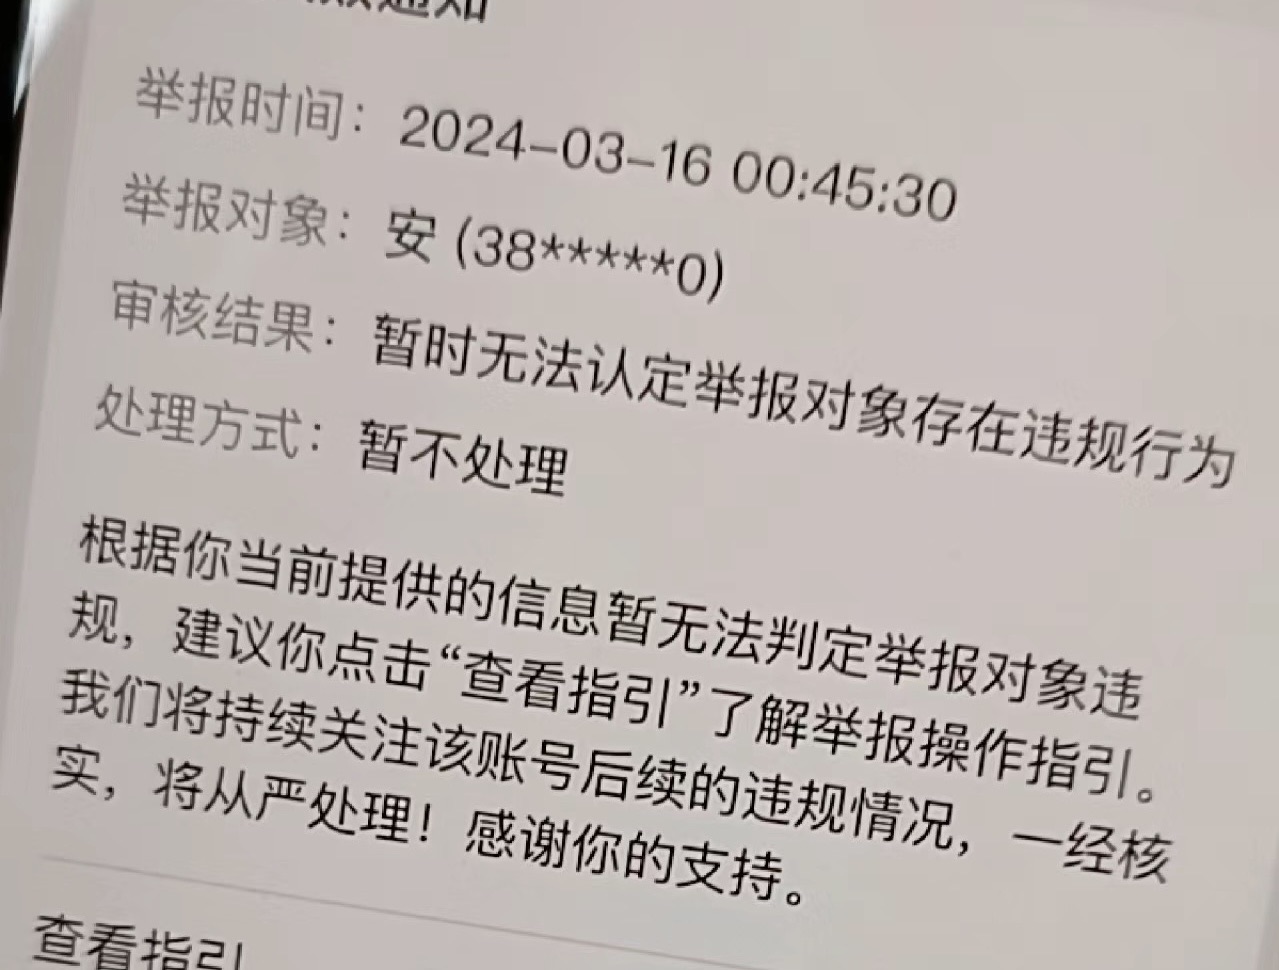 通知
举报时间：2024-03-16 00:45:30
举报对象：安 (38*****0)
审核结果：暂时无法认定举报对象存在违规行为
处理方式：暂不处理
根据你当前提供的信息暂无法判定举报对象违
规，建议你点击“查看指引”了解举报操作指引。
我们将持续关注该账号后续的违规情况，一经核
实，将从严处理！感谢你的支持。
查看指引